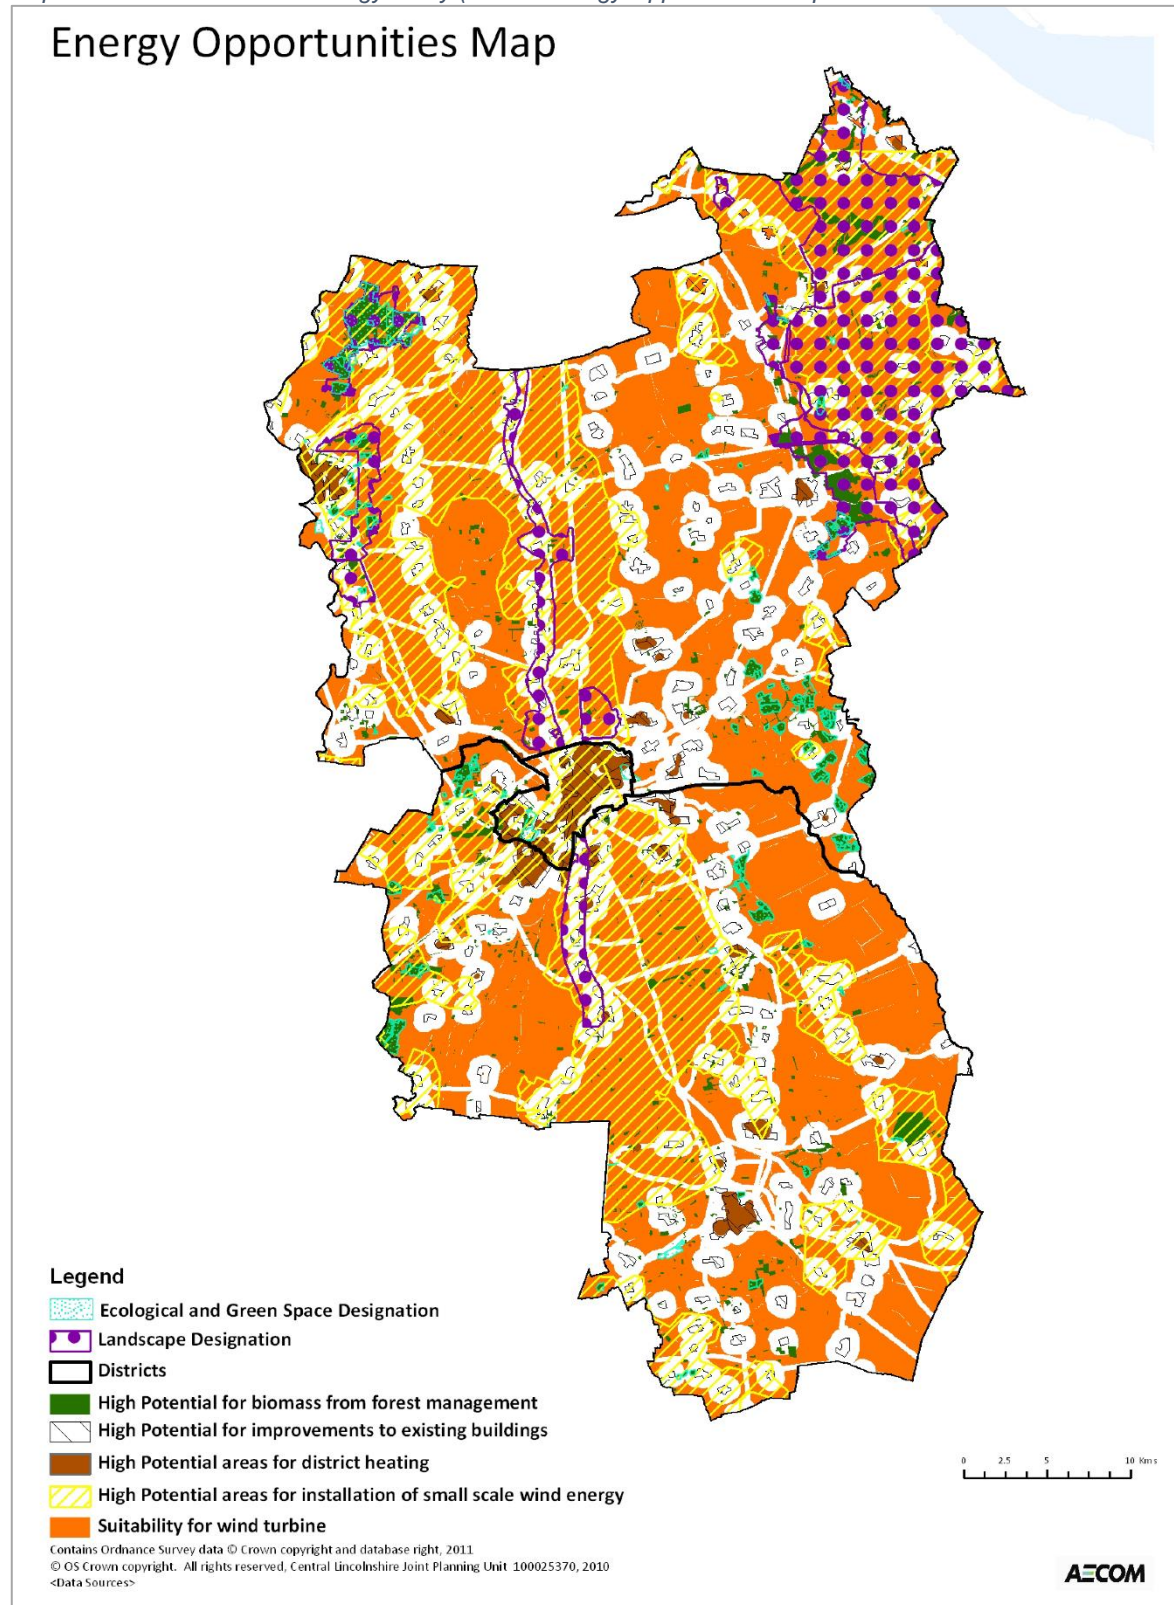 Energy Opportunities Map
Legend
Ecological and Green Space Designation
Landscape Designation
Districts
High Potential for biomass from forest management
High Potential for improvements to existing buildings
High Potential areas for district heating
High Potential areas for installation of small scale wind energy
Suitability for wind turbine
0 2.5 5 10 Kms
Contains Ordnance Survey data © Crown copyright and database right, 2011
© OS Crown copyright. All rights reserved, Central Lincolnshire Joint Planning Unit 100025370, 2010
<Data Sources>
AECOM